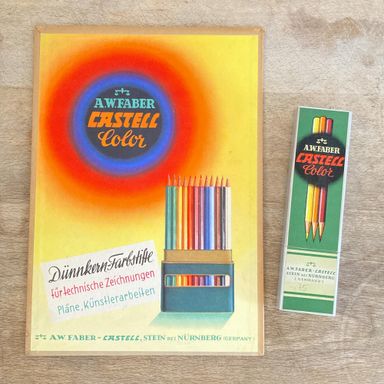 A.W.FABER
CASTELL
Color
Dünnkern-Farbstifte
für technische Zeichnungen
Pläne, Künstlerarbeiten
A.W. FABER - CASTELL, STEIN BEI NÜRNBERG (GERMANY)
A.W.FABER
CASTELL
Color
A.W.FABER-CASTELL
STEIN BEI NÜRNBERG
(GERMANY)